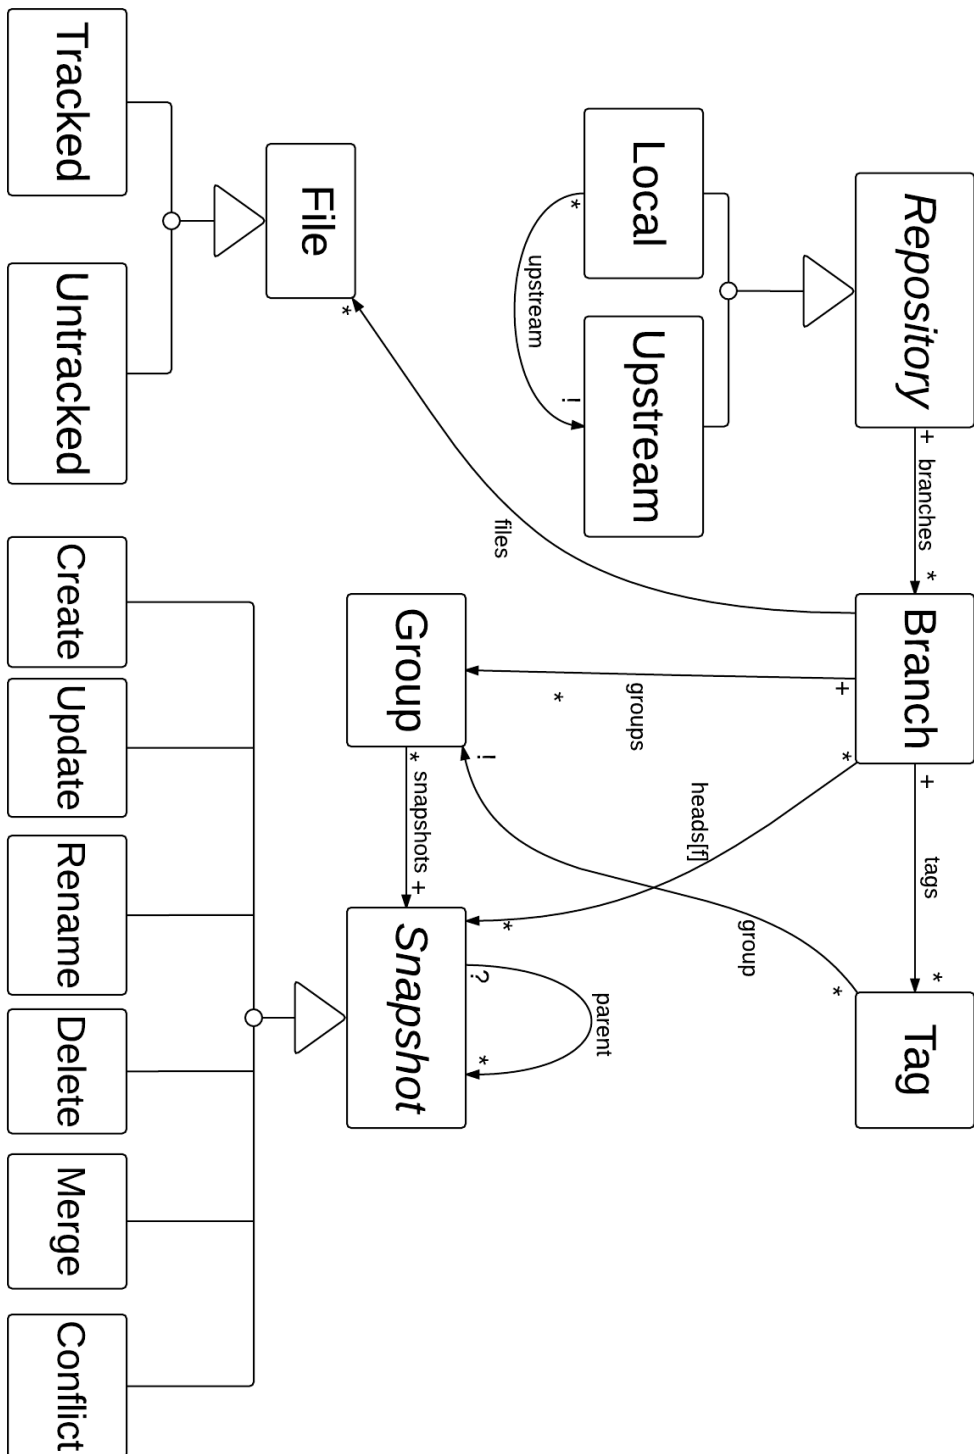 Repository
+ branches *
Branch
+ tags *
Tag
Local
Upstream
* upstream !
files
*
+ groups *
* heads[f] *
* group !
File
Group
* snapshots +
Snapshot
? parent *
Tracked
Untracked
Create
Update
Rename
Delete
Merge
Conflict